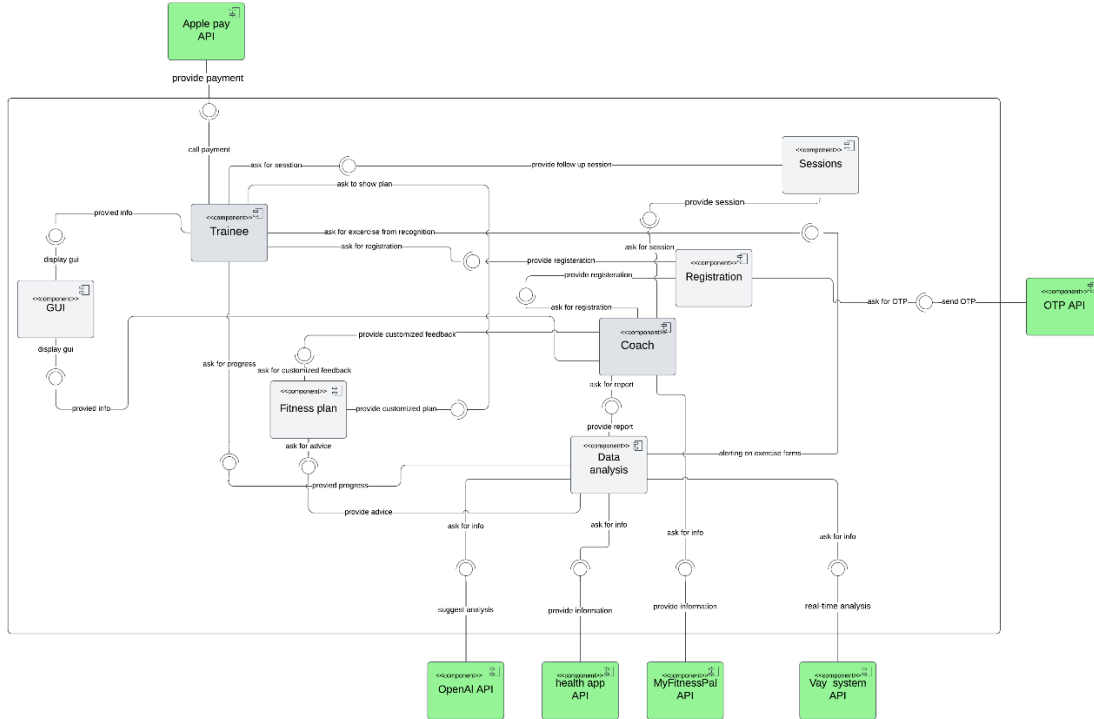 Apple pay
API
provide payment
call payment
ask for sesstion
provide follow up session
<<component>>
Sessions
ask to show plan
provide session
<<component>>
Trainee
provied info
ask for excercise from recognition
ask for registration
ask for session
display gui
provide registeration
<<component>>
Registration
provide registeration
<<component>>
GUI
ask for OTP
send OTP
<<component>>
OTP API
ask for registration
<<component>>
Coach
display gui
provide customized feedback
ask for progress
ask for customized feedback
ask for report
<<component>>
Fitness plan
provied info
provide customized plan
provide report
ask for advice
<<component>>
Data
analysis
alerting on exercise forms
provied progress
provide advice
ask for info
ask for info
ask for info
ask for info
suggest analysis
provide information
provide information
real-time analysis
<<component>>
OpenAI API
<<component>>
health app
API
<<component>>
MyFitnessPal
API
<<component>>
Vay system
API